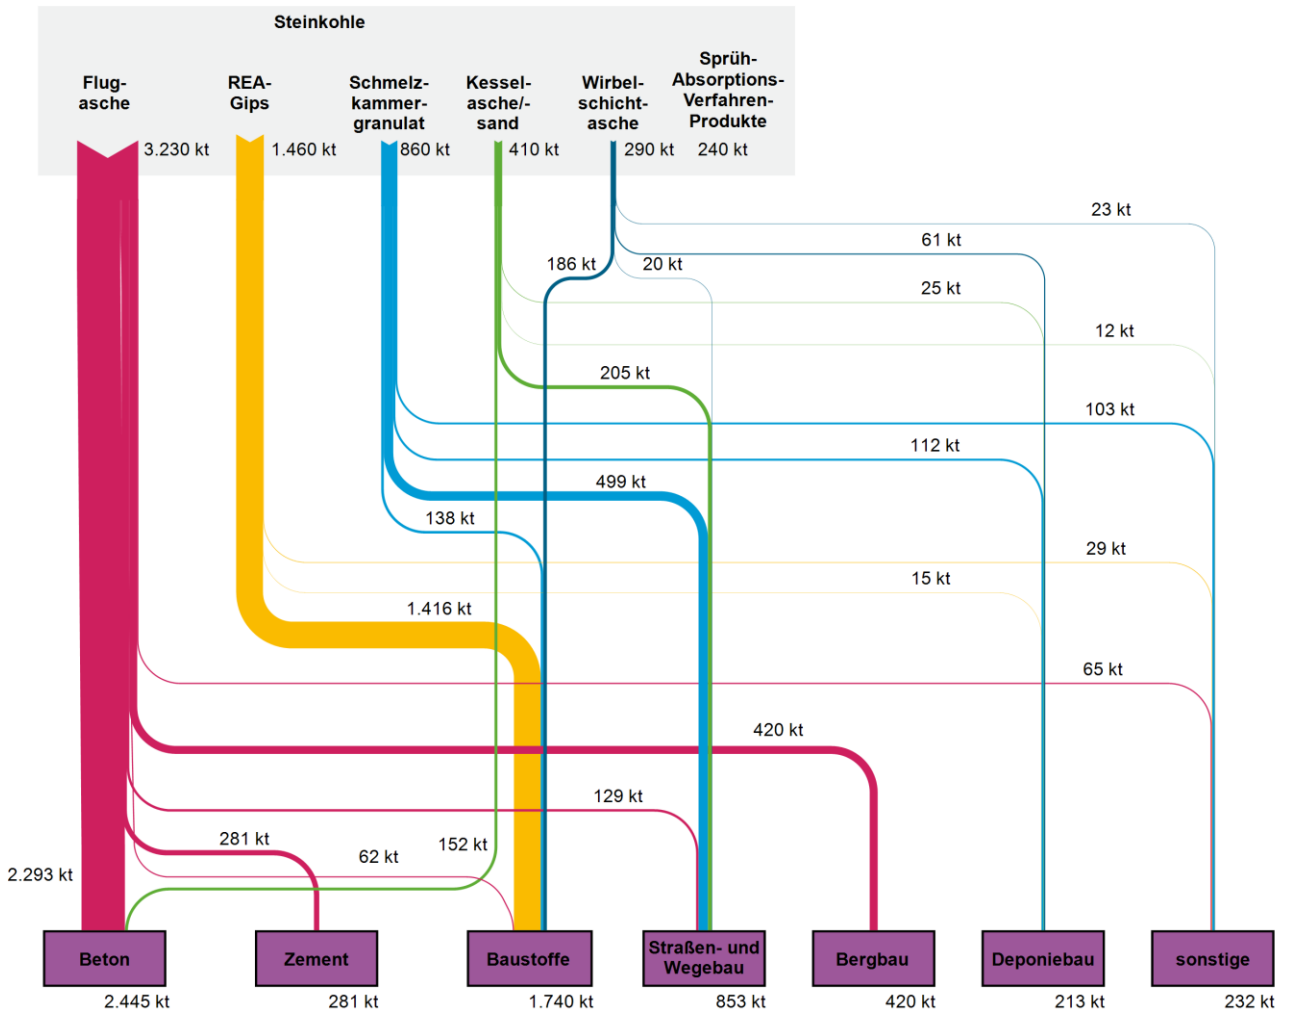 Steinkohle
Flug-
asche
REA-
Gips
Schmelz-
kammer-
granulat
Kessel-
asche/-
sand
Wirbel-
schicht-
asche
Sprüh-
Absorptions-
Verfahren-
Produkte
3.230 kt
1.460 kt
860 kt
410 kt
290 kt
240 kt
23 kt
61 kt
186 kt
20 kt
25 kt
12 kt
205 kt
103 kt
112 kt
499 kt
138 kt
29 kt
15 kt
1.416 kt
65 kt
420 kt
129 kt
281 kt
152 kt
62 kt
2.293 kt
Beton
Zement
Baustoffe
Straßen- und
Wegebau
Bergbau
Deponiebau
sonstige
2.445 kt
281 kt
1.740 kt
853 kt
420 kt
213 kt
232 kt